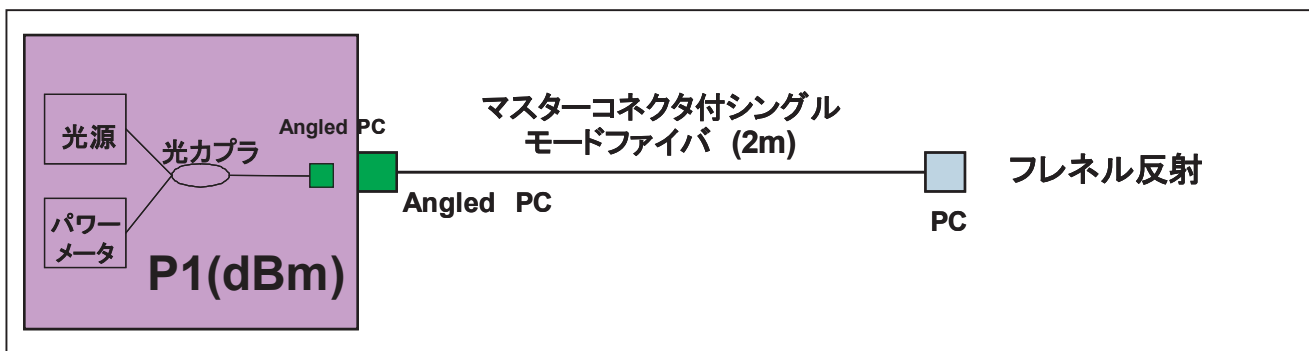 光源
光カプラ
Angled PC
パワー
メータ
P1(dBm)
マスターコネクタ付シングル
モードファイバ (2m)
Angled PC
PC
フレネル反射